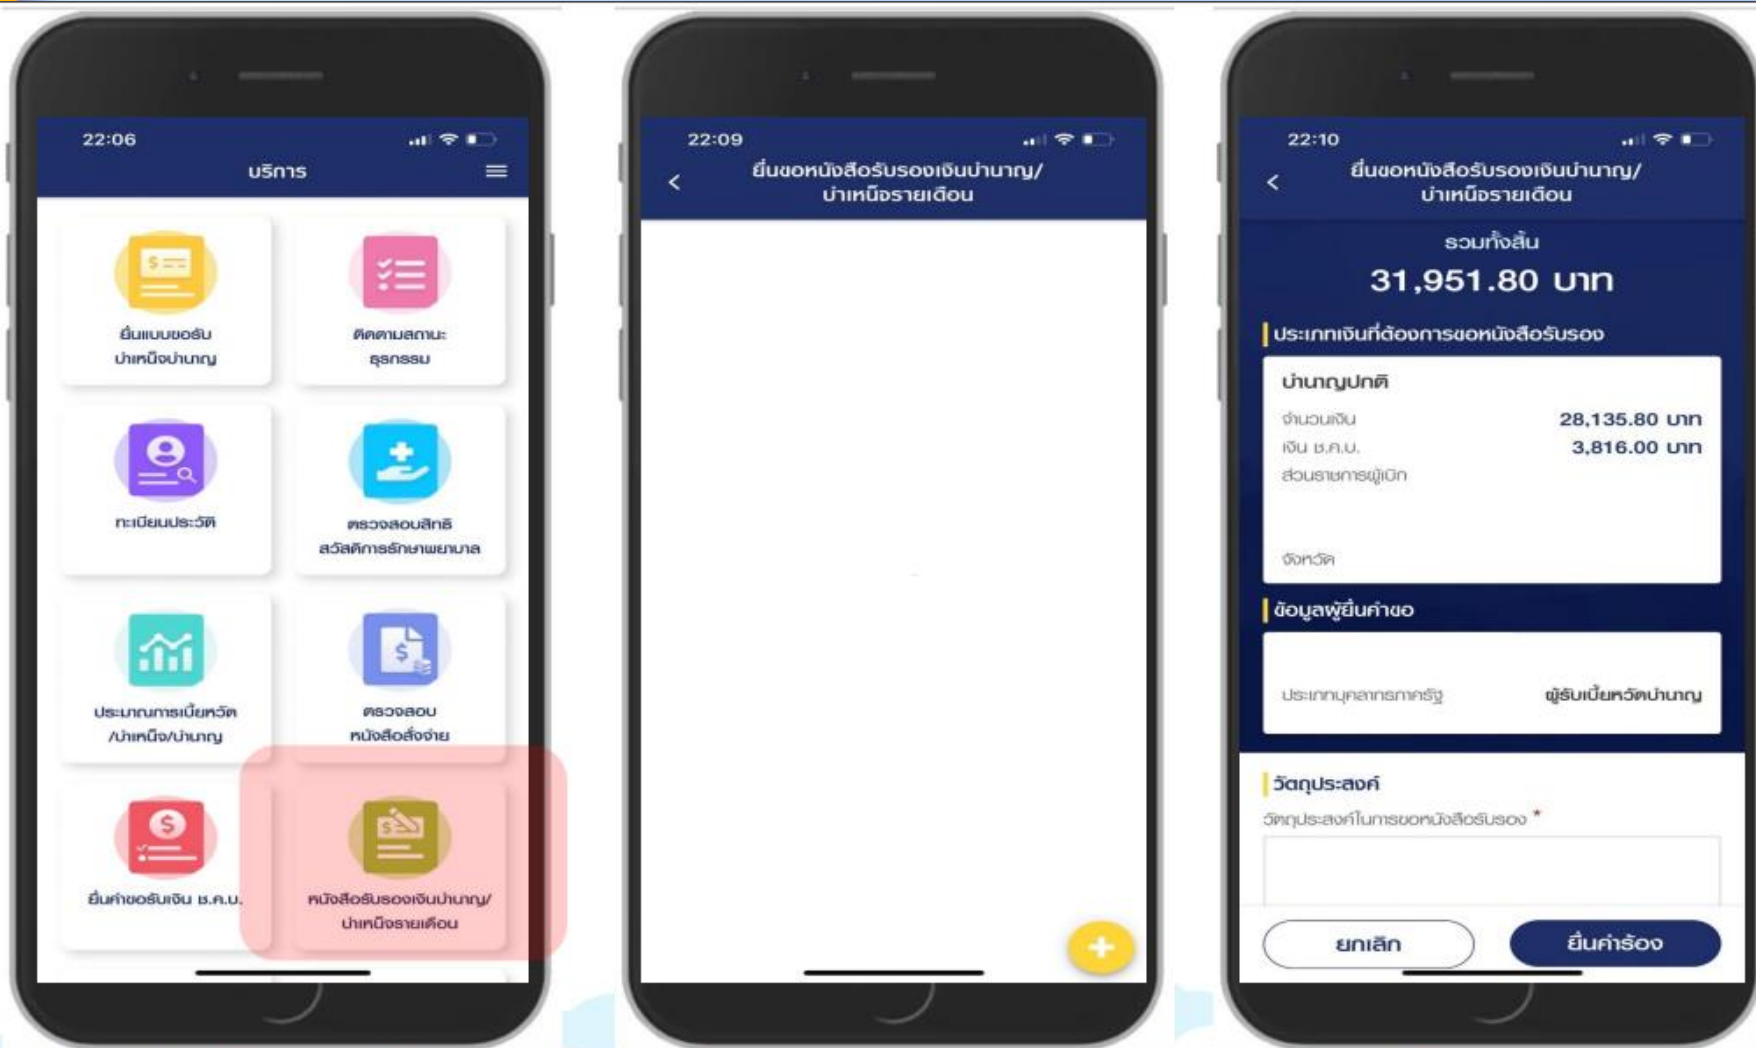 22:06
บริการ
ยื่นแบบขอรับ
บำเหน็จบำนาญ
ติดตามสถานะ
ธุรกรรม
ทะเบียนประวัติ
ตรวจสอบสิทธิ
สวัสดิการรักษาพยาบาล
ประมาณการเบี้ยหวัด
/บำเหน็จ/บำนาญ
ตรวจสอบ
หนังสือสั่งจ่าย
ยื่นคำขอรับเงิน ช.ค.บ.
หนังสือรับรองเงินบำนาญ/
บำเหน็จรายเดือน
22:09
ยื่นขอหนังสือรับรองเงินบำนาญ/
บำเหน็จรายเดือน
22:10
ยื่นขอหนังสือรับรองเงินบำนาญ/
บำเหน็จรายเดือน
รวมทั้งสิ้น
31,951.80 บาท
ประเภทเงินที่ต้องการขอหนังสือรับรอง
บำนาญปกติ
จำนวนเงิน 28,135.80 บาท
เงิน ช.ค.บ. 3,816.00 บาท
ส่วนราชการผู้เบิก
จังหวัด
ข้อมูลผู้ยื่นคำขอ
ประเภทบุคลากรภาครัฐ ผู้รับเบี้ยหวัดบำนาญ
วัตถุประสงค์
วัตถุประสงค์ในการขอหนังสือรับรอง *
ยกเลิก ยื่นคำร้อง